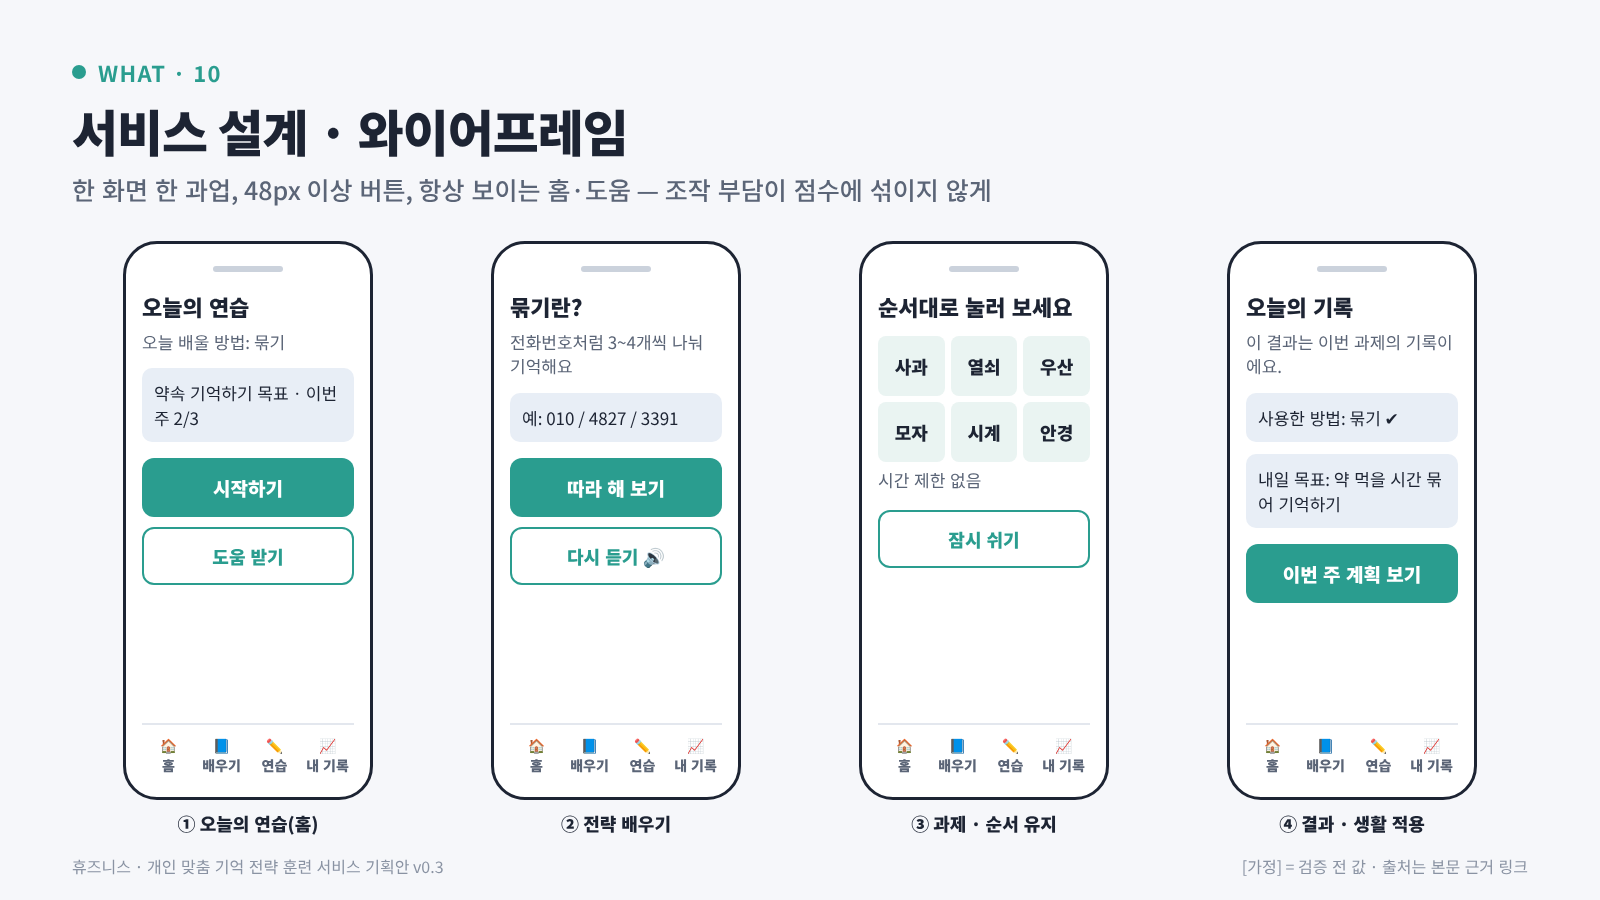 WHAT · 10
서비스 설계 · 와이어프레임
한 화면 한 과업, 48px 이상 버튼, 항상 보이는 홈·도움 — 조작 부담이 점수에 섞이지 않게
오늘의 연습
오늘 배울 방법: 묶기
약속 기억하기 목표 · 이번
주 2/3
시작하기
도움 받기
🏠 📘 ✏️ 📈
홈 배우기 연습 내 기록
① 오늘의 연습(홈)
묶기란?
전화번호처럼 3~4개씩 나눠
기억해요
예: 010 / 4827 / 3391
따라 해 보기
다시 듣기 🔊
🏠 📘 ✏️ 📈
홈 배우기 연습 내 기록
② 전략 배우기
순서대로 눌러 보세요
사과 열쇠 우산
모자 시계 안경
시간 제한 없음
잠시 쉬기
🏠 📘 ✏️ 📈
홈 배우기 연습 내 기록
③ 과제 · 순서 유지
오늘의 기록
이 결과는 이번 과제의 기록이
에요.
사용한 방법: 묶기 ✔
내일 목표: 약 먹을 시간 묶
어 기억하기
이번 주 계획 보기
🏠 📘 ✏️ 📈
홈 배우기 연습 내 기록
④ 결과 · 생활 적용
휴즈니스 · 개인 맞춤 기억 전략 훈련 서비스 기획안 v0.3
[가정] = 검증 전 값 · 출처는 본문 근거 링크